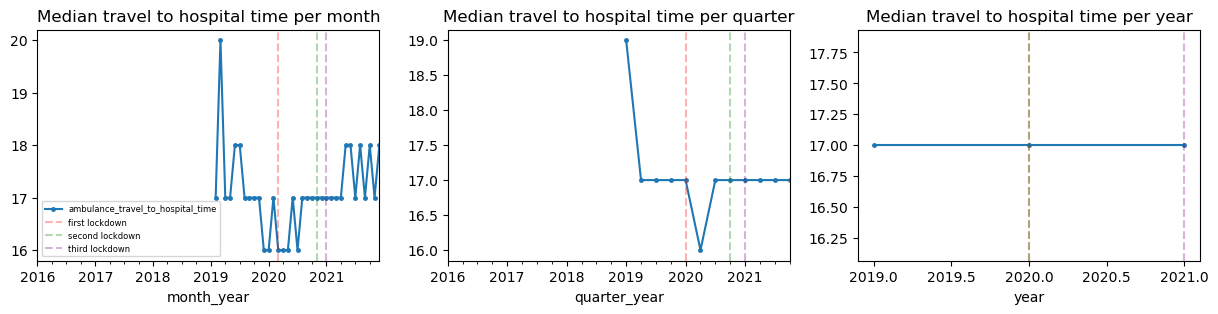 Median travel to hospital time per month
20
19
18
17
16
2016 2017 2018 2019 2020 2021
month_year
ambulance_travel_to_hospital_time
first lockdown
second lockdown
third lockdown
Median travel to hospital time per quarter
19.0
18.5
18.0
17.5
17.0
16.5
16.0
2016 2017 2018 2019 2020 2021
quarter_year
Median travel to hospital time per year
17.75
17.50
17.25
17.00
16.75
16.50
16.25
2019.0 2019.5 2020.0 2020.5 2021.0
year